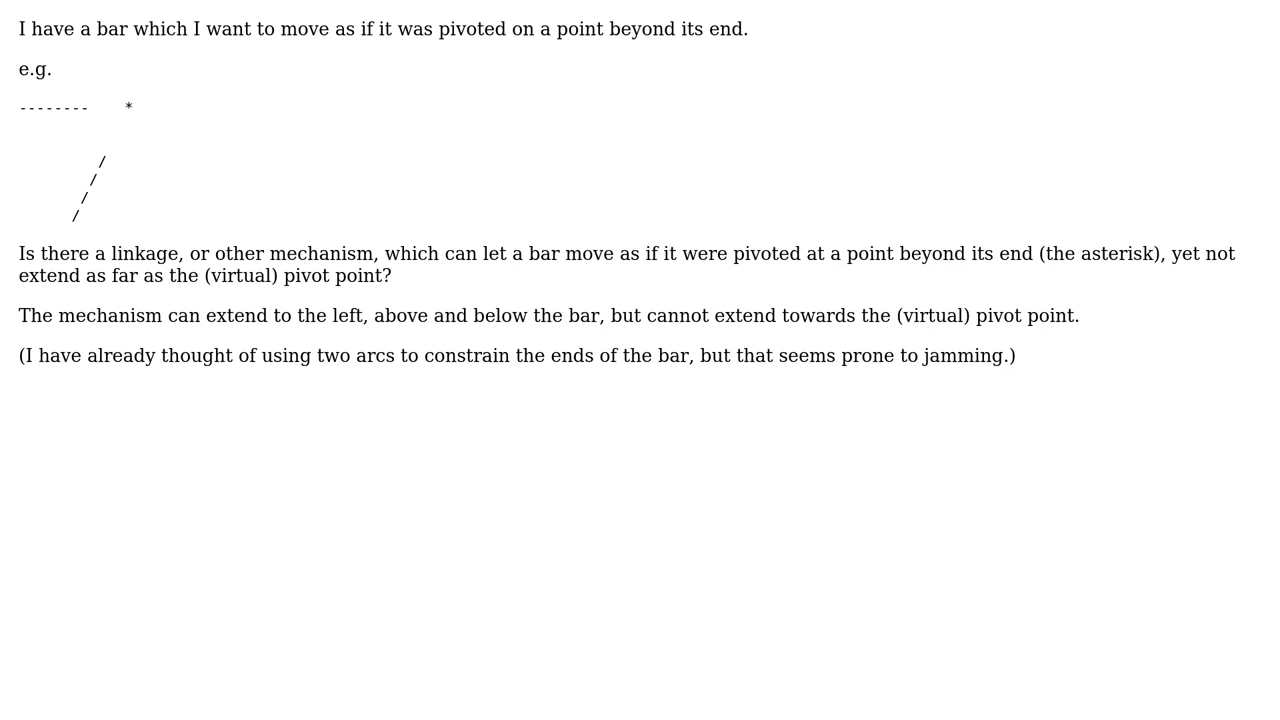 I have a bar which I want to move as if it was pivoted on a point beyond its end.
e.g.
--------    *
         /
        /
       /
      /
Is there a linkage, or other mechanism, which can let a bar move as if it were pivoted at a point beyond its end (the asterisk), yet not
extend as far as the (virtual) pivot point?
The mechanism can extend to the left, above and below the bar, but cannot extend towards the (virtual) pivot point.
(I have already thought of using two arcs to constrain the ends of the bar, but that seems prone to jamming.)